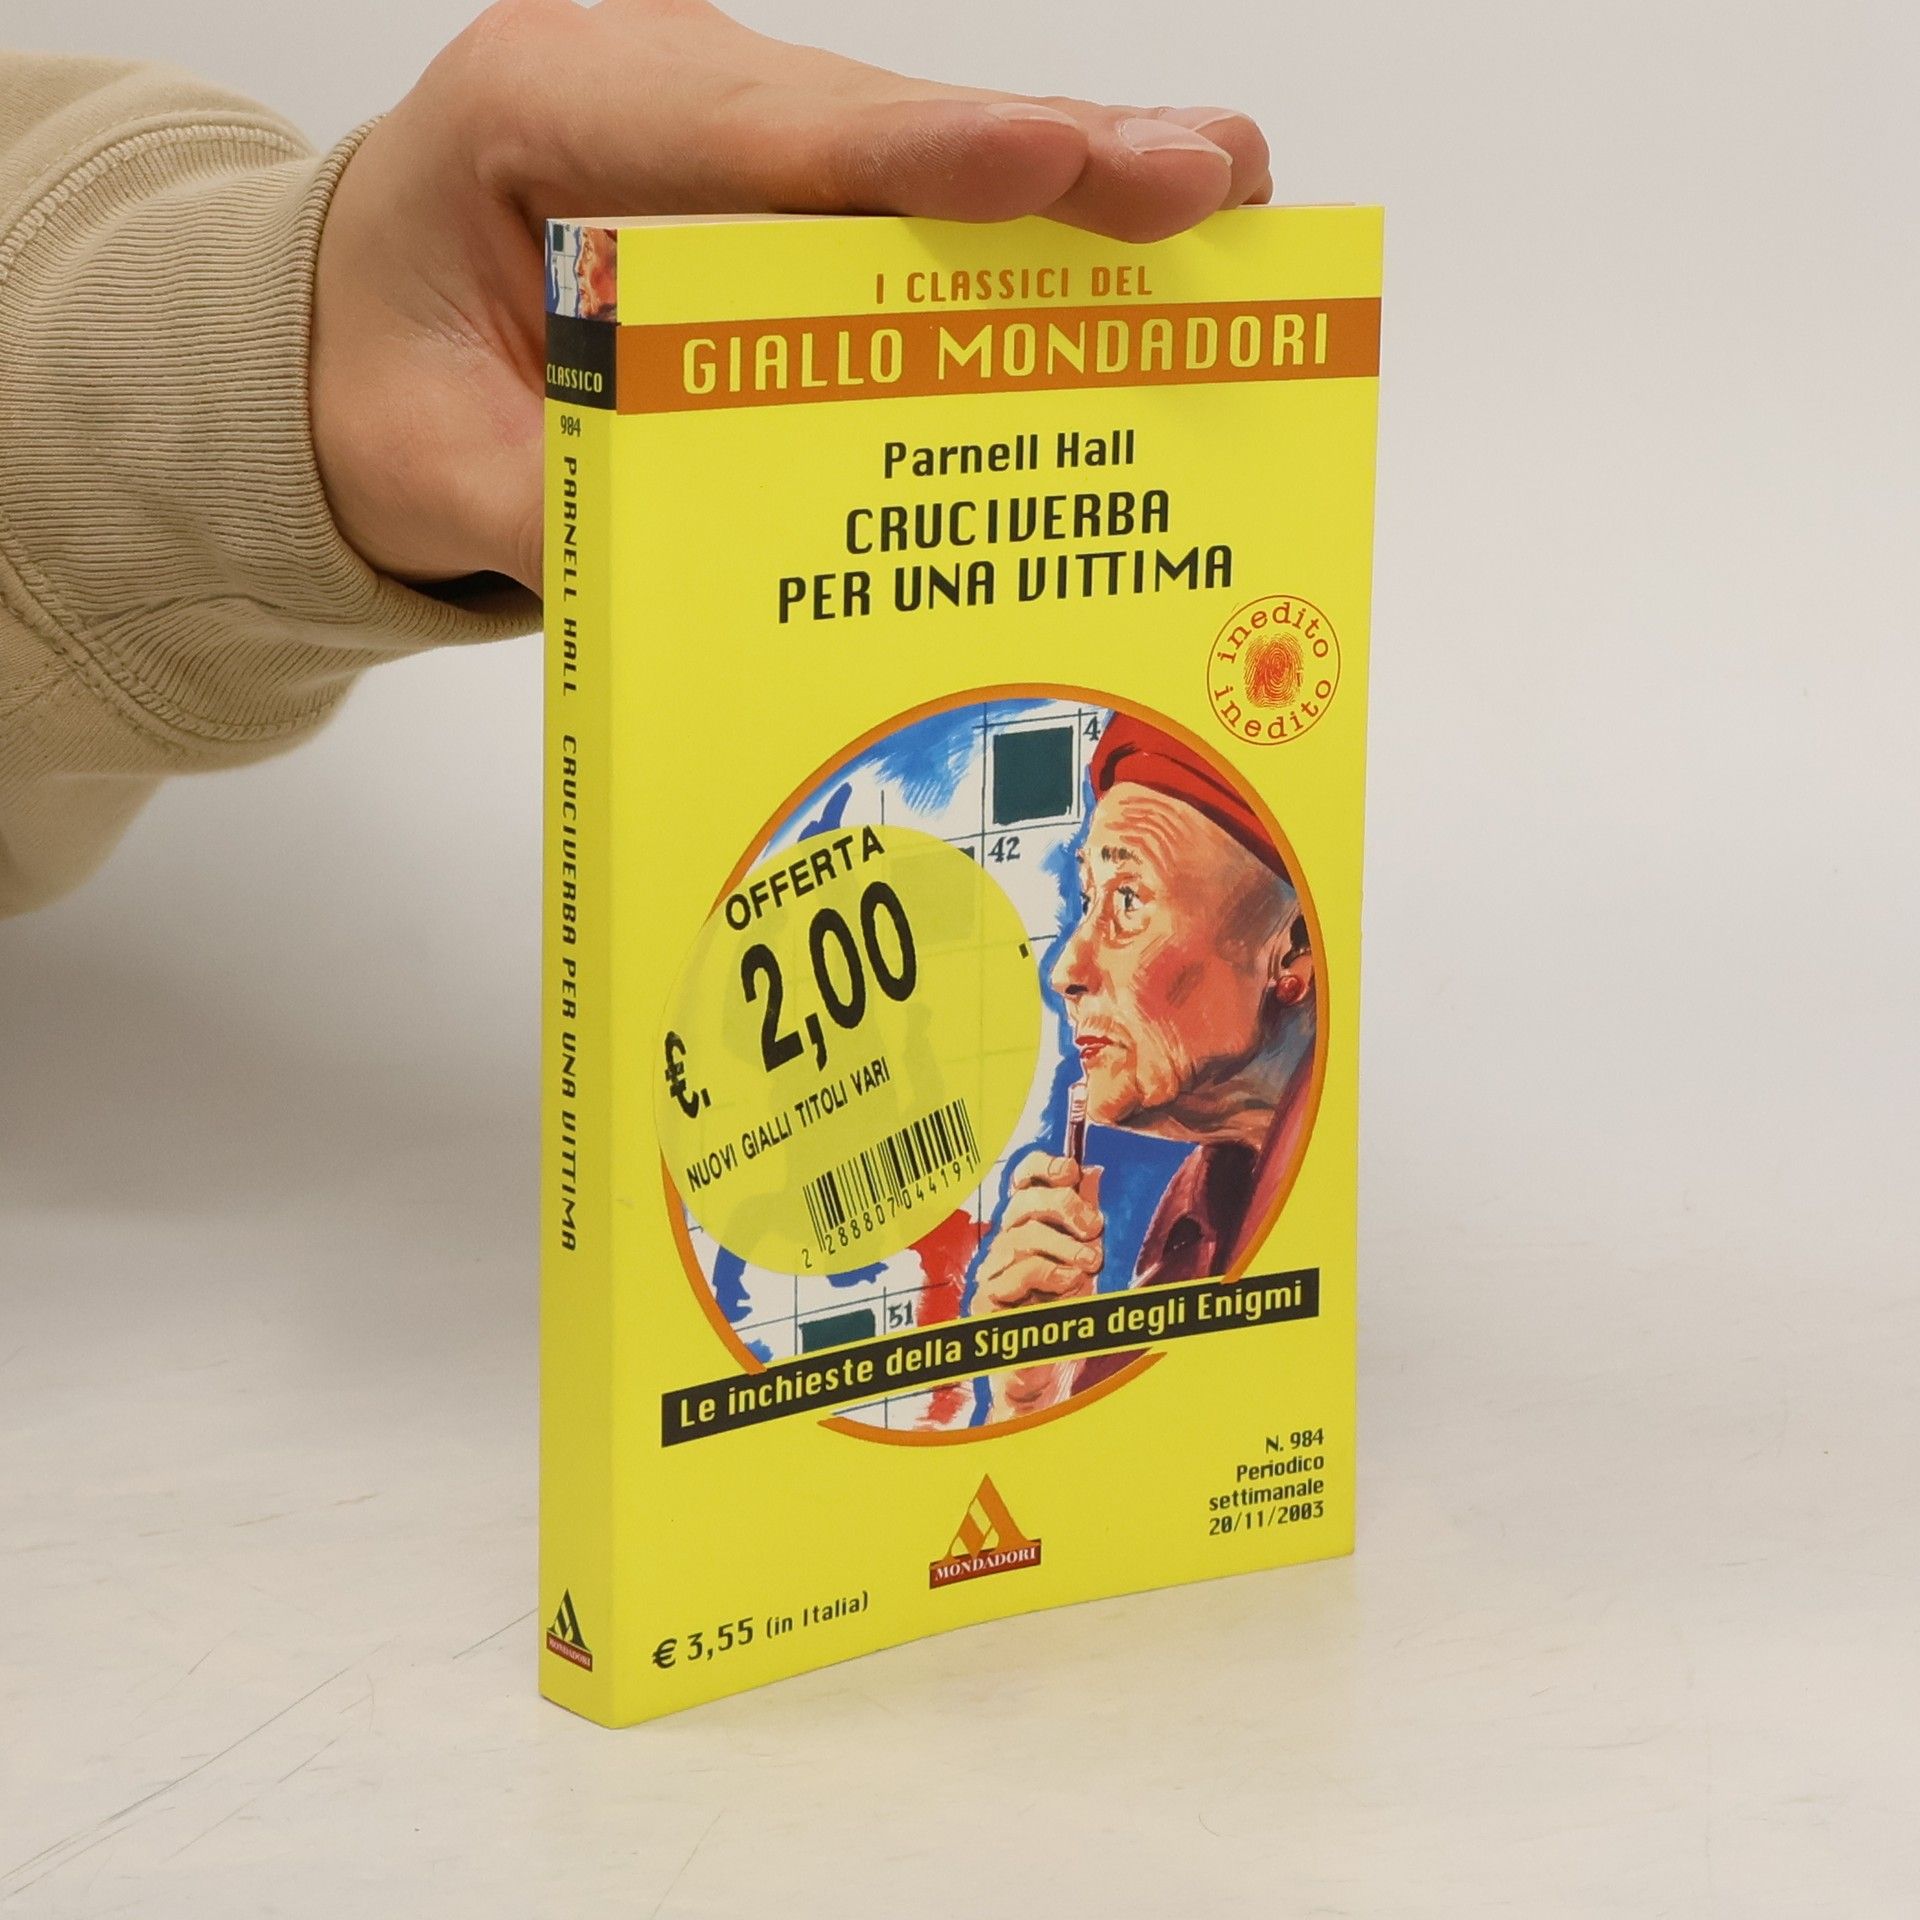 CLASSICO
984
PARNELL HALL CRUCIVERBA PER UNA VITTIMA
MONDADORI
I CLASSICI DEL
GIALLO MONDADORI
Parnell Hall
CRUCIVERBA
PER UNA VITTIMA
inedito
inedito
4
42
OFFERTA
€. 2,00
NUOVI GIALLI TITOLI VARI
2 288807 044191
51
Le inchieste della Signora degli Enigmi
N. 984
Periodico
settimanale
20/11/2003
MONDADORI
€ 3,55 (in Italia)